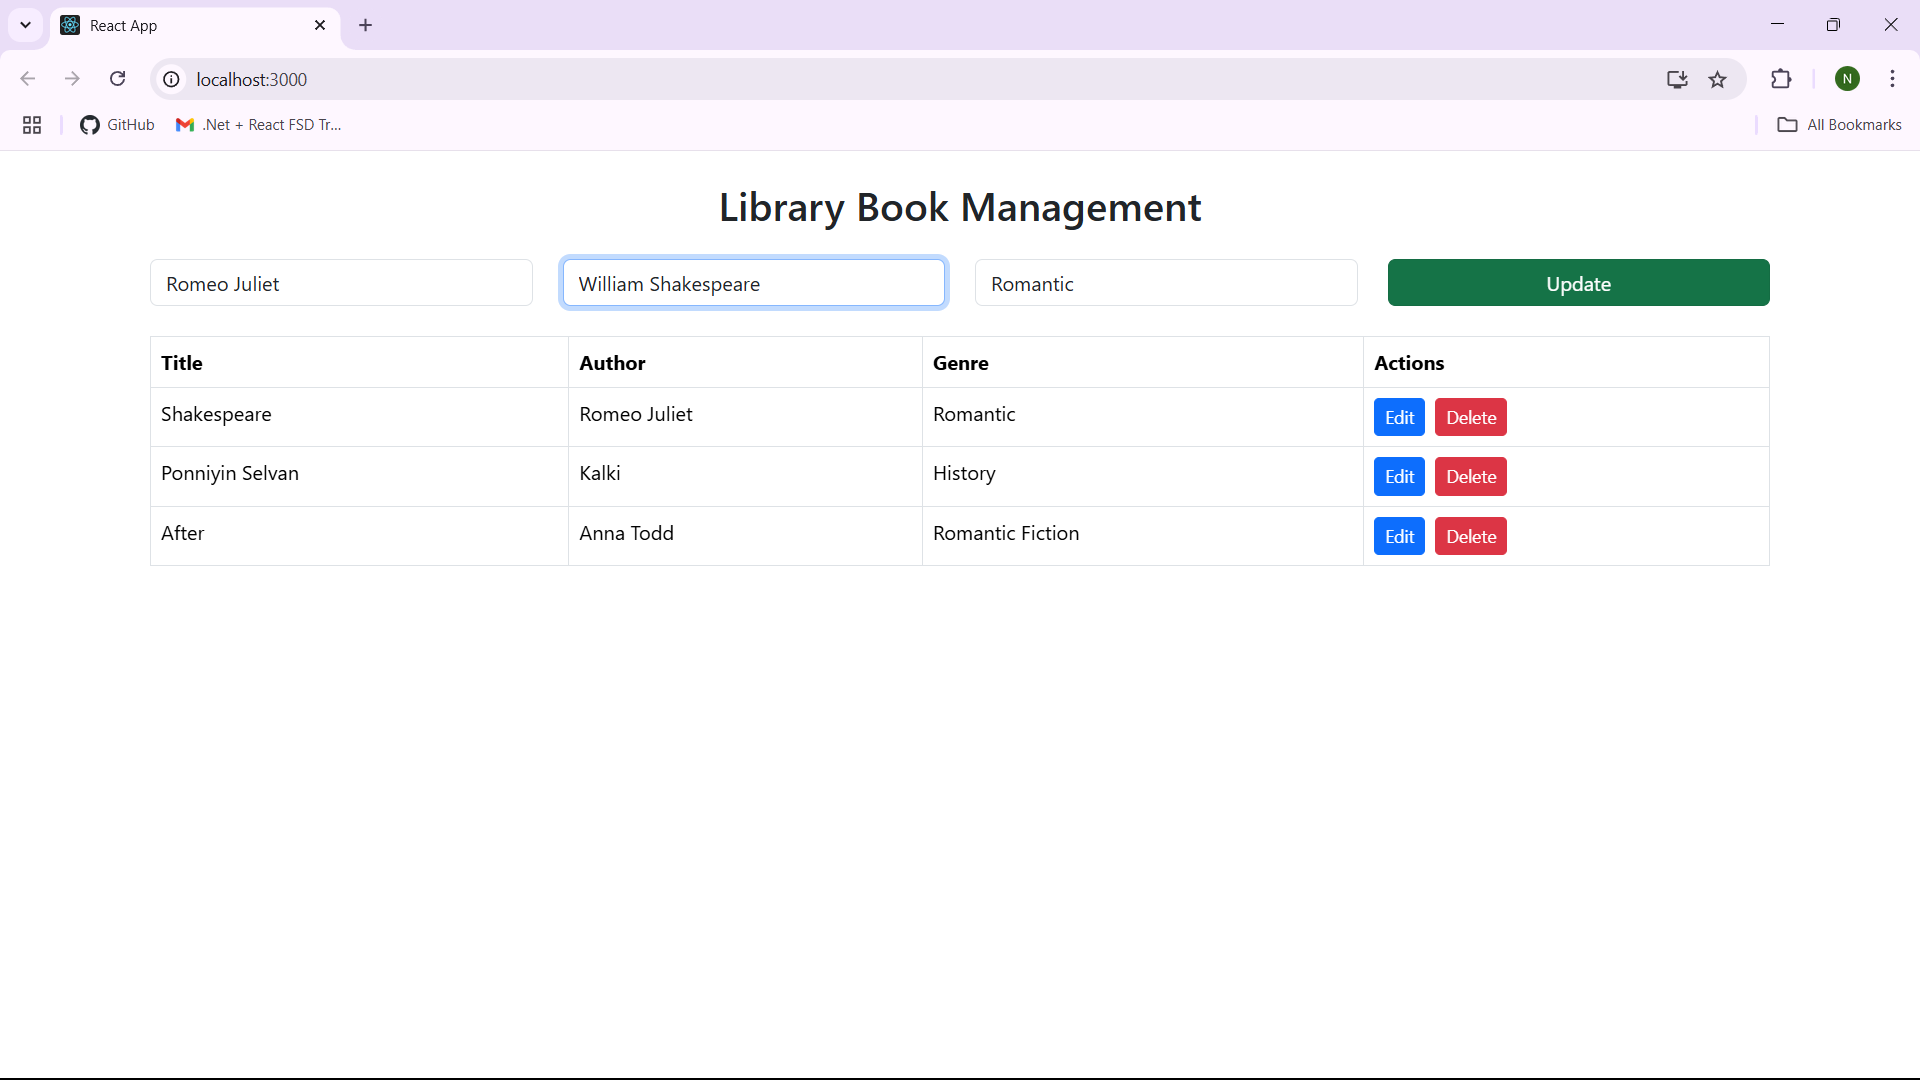 React App
localhost:3000
N
GitHub
.Net + React FSD Tr...
All Bookmarks
Library Book Management
Romeo Juliet William Shakespeare Romantic Update
Title Author Genre Actions
Shakespeare Romeo Juliet Romantic Edit Delete
Ponniyin Selvan Kalki History Edit Delete
After Anna Todd Romantic Fiction Edit Delete